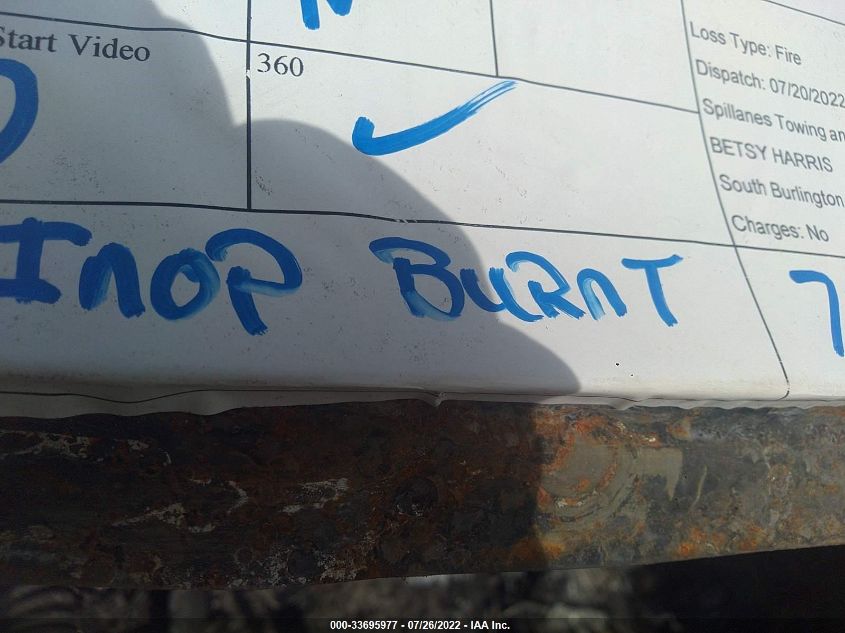 Start Video
360
Loss Type: Fire
Dispatch: 07/20/2022
Spillanes Towing
BETSY HARRIS
South Burlington
Charges: No
INOP BURNT 7
000-33695977 - 07/26/2022 - IAA Inc.